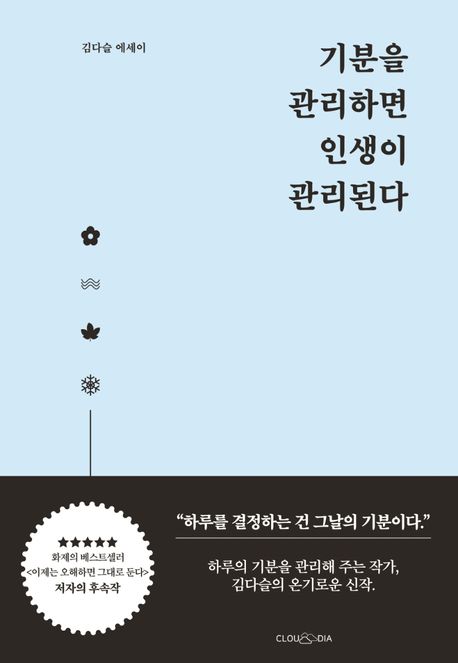 김다슬 에세이
기분을
관리하면
인생이
관리된다
“하루를 결정하는 건 그날의 기분이다.”
하루의 기분을 관리해 주는 작가,
김다슬의 온기로운 신작.
★★★★★
화제의 베스트셀러
<이제는 오해하면 그대로 둔다>
저자의 후속작
CLOUDIA